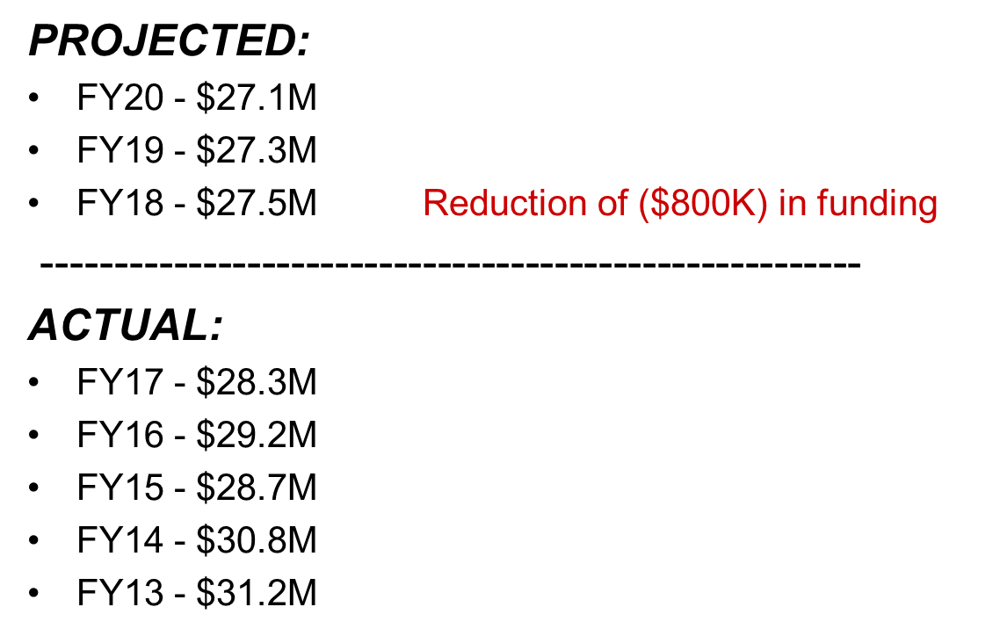 PROJECTED:
• FY20 - $27.1M
• FY19 - $27.3M
• FY18 - $27.5M Reduction of ($800K) in funding
--------------------------------------------------------
ACTUAL:
• FY17 - $28.3M
• FY16 - $29.2M
• FY15 - $28.7M
• FY14 - $30.8M
• FY13 - $31.2M